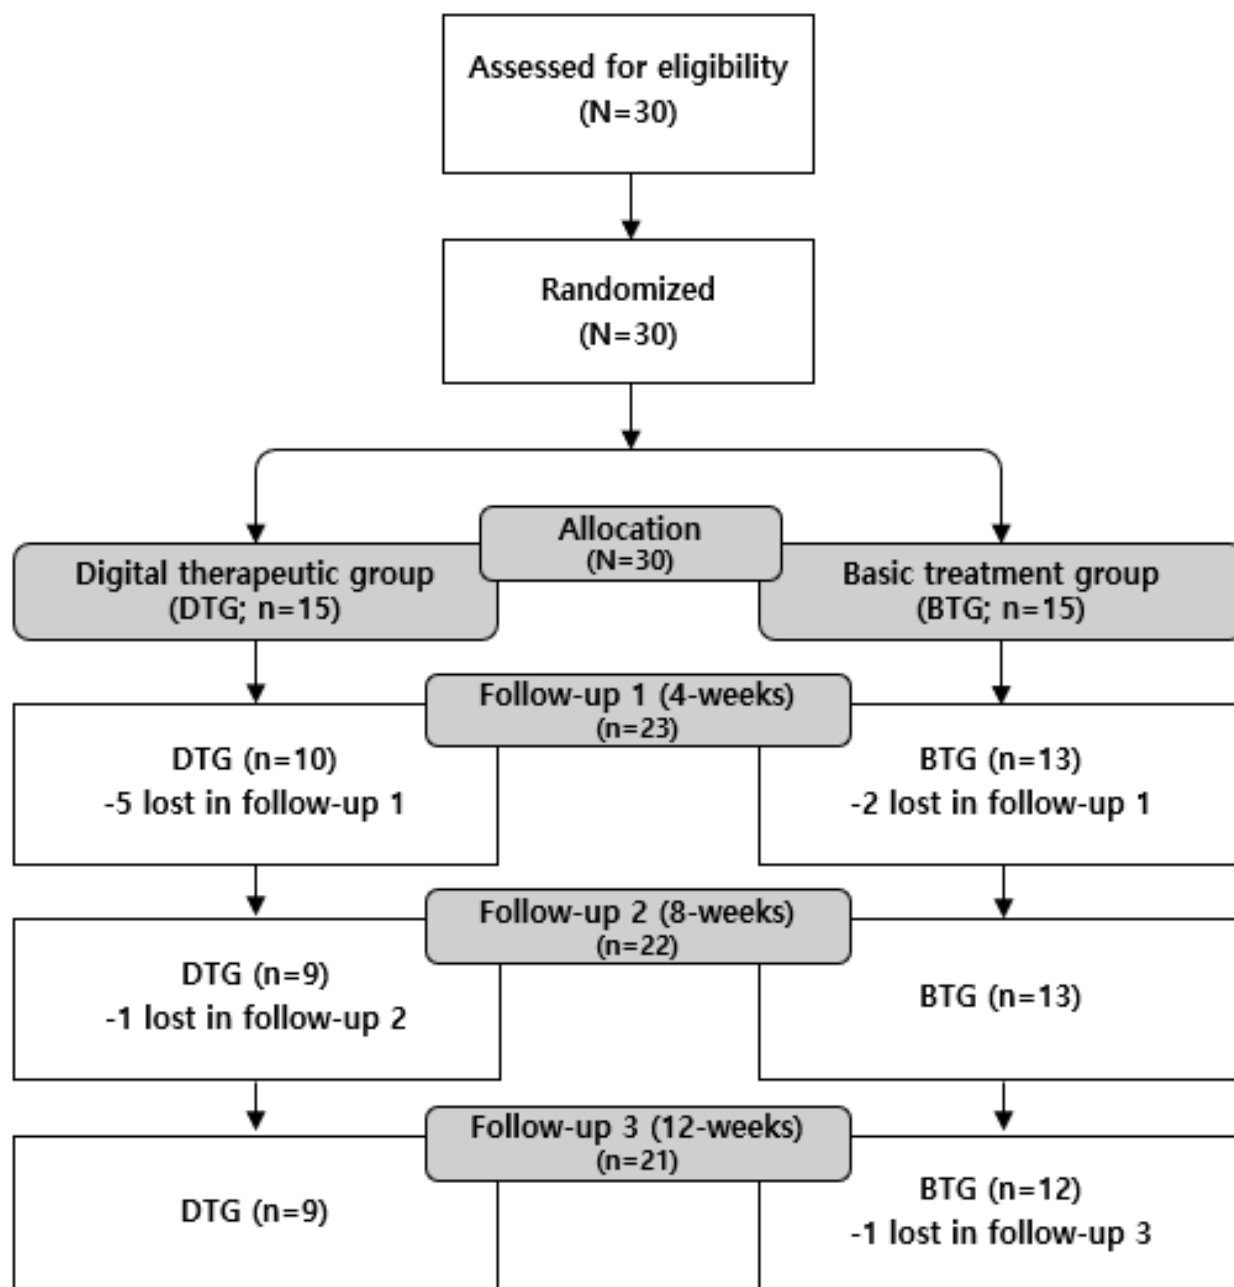 Assessed for eligibility
(N=30)
Randomized
(N=30)
Allocation
(N=30)
Digital therapeutic group
(DTG; n=15)
Basic treatment group
(BTG; n=15)
Follow-up 1 (4-weeks)
(n=23)
DTG (n=10)
-5 lost in follow-up 1
BTG (n=13)
-2 lost in follow-up 1
Follow-up 2 (8-weeks)
(n=22)
DTG (n=9)
-1 lost in follow-up 2
BTG (n=13)
Follow-up 3 (12-weeks)
(n=21)
DTG (n=9)
BTG (n=12)
-1 lost in follow-up 3